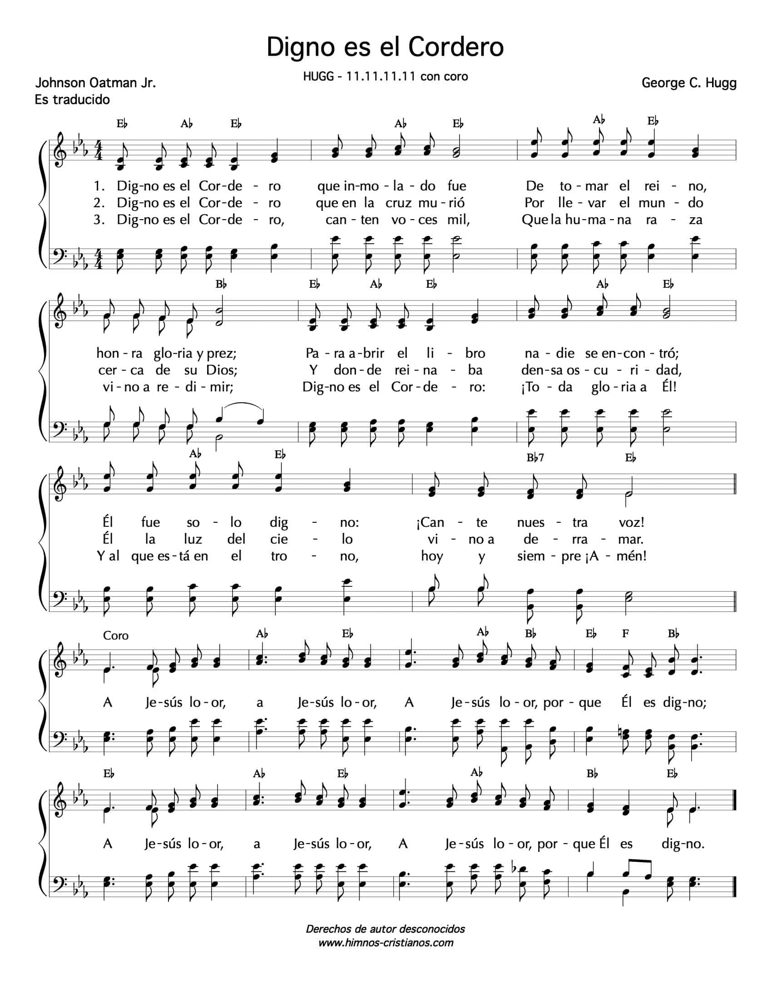 Digno es el Cordero
HUGG - 11.11.11.11 con coro
Johnson Oatman Jr.
George C. Hugg
Es traducido
E♭ A♭ E♭ A♭ E♭ A♭ E♭
1. Dig-no es el Cor-de - ro que in-mo - la - do fue De to - mar el rei - no,
2. Dig-no es el Cor-de - ro que en la cruz mu - rió Por lle - var el mun - do
3. Dig-no es el Cor-de - ro, can - ten vo - ces mil, Que la hu-ma - na ra - za
B♭ E♭ A♭ E♭ A♭ E♭
hon - ra glo-ria y prez; Pa - ra a-brir el li - bro na - die se en-con - tró;
cer - ca de su Dios; Y don-de rei - na - ba den-sa os - cu - ri - dad,
vi - no a re - di - mir; Dig-no es el Cor-de - ro: ¡To - da glo-ria a Él!
A♭ E♭ B♭7 E♭
Él fue so - lo dig - no: ¡Can - te nues - tra voz!
Él la luz del cie - lo vi - no a de - rra - mar.
Y al que es-tá en el tro - no, hoy y siem - pre ¡A - mén!
Coro A♭ E♭ A♭ B♭ E♭ F B♭
A Je-sús lo-or, a Je-sús lo-or, A Je-sús lo-or, por - que Él es dig-no;
E♭ A♭ E♭ A♭ B♭ E♭
A Je-sús lo-or, a Je-sús lo-or, A Je-sús lo-or, por - que Él es dig-no.
Derechos de autor desconocidos
www.himnos-cristianos.com